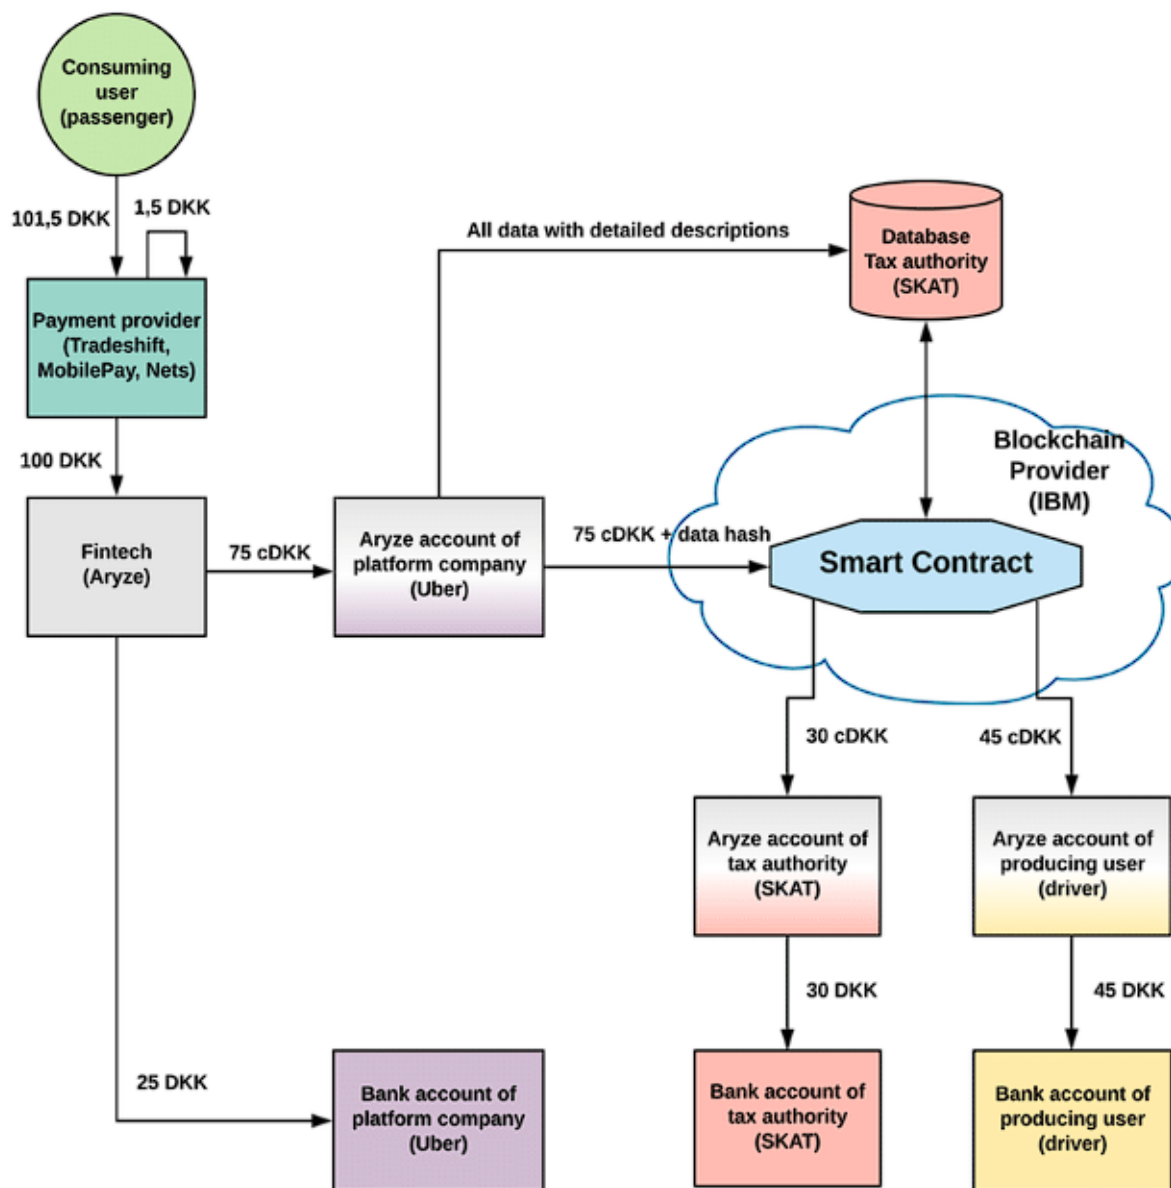 Consuming
user
(passenger)
101,5 DKK
1,5 DKK
Payment provider
(Tradeshift,
MobilePay, Nets)
100 DKK
Fintech
(Aryze)
75 cDKK
Aryze account of
platform company
(Uber)
All data with detailed descriptions
Database
Tax authority
(SKAT)
75 cDKK + data hash
Blockchain
Provider
(IBM)
Smart Contract
30 cDKK
45 cDKK
Aryze account of
tax authority
(SKAT)
Aryze account of
producing user
(driver)
30 DKK
45 DKK
25 DKK
Bank account of
platform company
(Uber)
Bank account of
tax authority
(SKAT)
Bank account of
producing user
(driver)